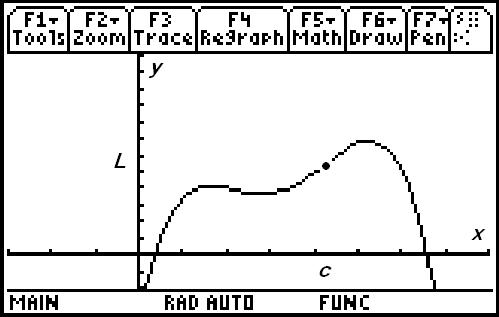 F1 F2 F3 F4 F5 F6 F7
Tools Zoom Trace ReGraph Math Draw Pen
y
L
x
c
MAIN RAD AUTO FUNC